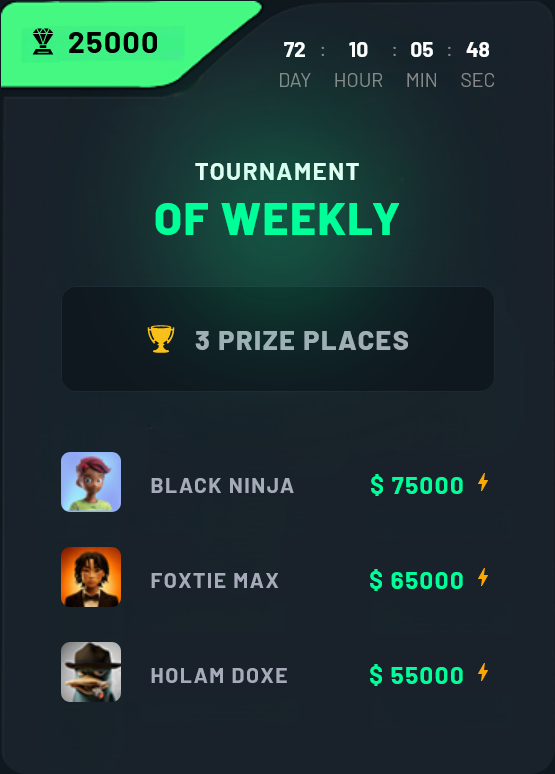 25000
72 : 10 : 05 : 48
DAY HOUR MIN SEC
TOURNAMENT
OF WEEKLY
3 PRIZE PLACES
BLACK NINJA $ 75000
FOXTIE MAX $ 65000
HOLAM DOXE $ 55000